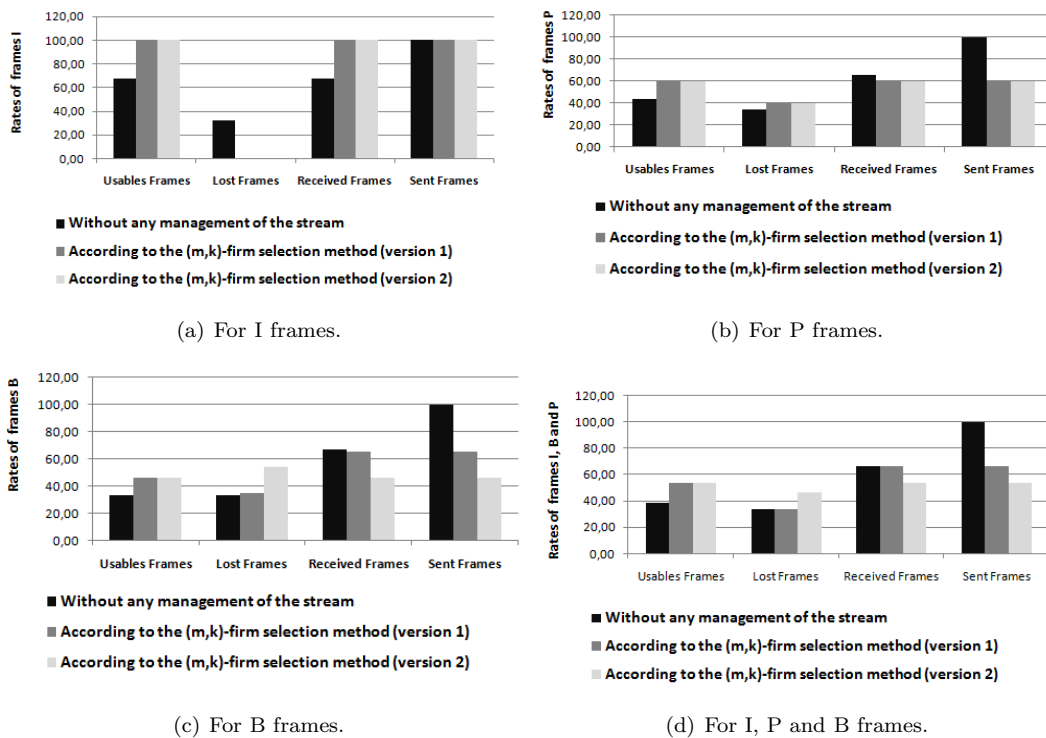 Rates of frames I
120,00
100,00
80,00
60,00
40,00
20,00
0,00
Usables Frames Lost Frames Received Frames Sent Frames
Without any management of the stream
According to the (m,k)-firm selection method (version 1)
According to the (m,k)-firm selection method (version 2)
(a) For I frames.
Rates of frames P
120,00
100,00
80,00
60,00
40,00
20,00
0,00
Usables Frames Lost Frames Received Frames Sent Frames
Without any management of the stream
According to the (m,k)-firm selection method (version 1)
According to the (m,k)-firm selection method (version 2)
(b) For P frames.
Rates of frames B
120,00
100,00
80,00
60,00
40,00
20,00
0,00
Usables Frames Lost Frames Received Frames Sent Frames
Without any management of the stream
According to the (m,k)-firm selection method (version 1)
According to the (m,k)-firm selection method (version 2)
(c) For B frames.
Rates of frames I, B and P
120,00
100,00
80,00
60,00
40,00
20,00
0,00
Usables Frames Lost Frames Received Frames Sent Frames
Without any management of the stream
According to the (m,k)-firm selection method (version 1)
According to the (m,k)-firm selection method (version 2)
(d) For I, P and B frames.